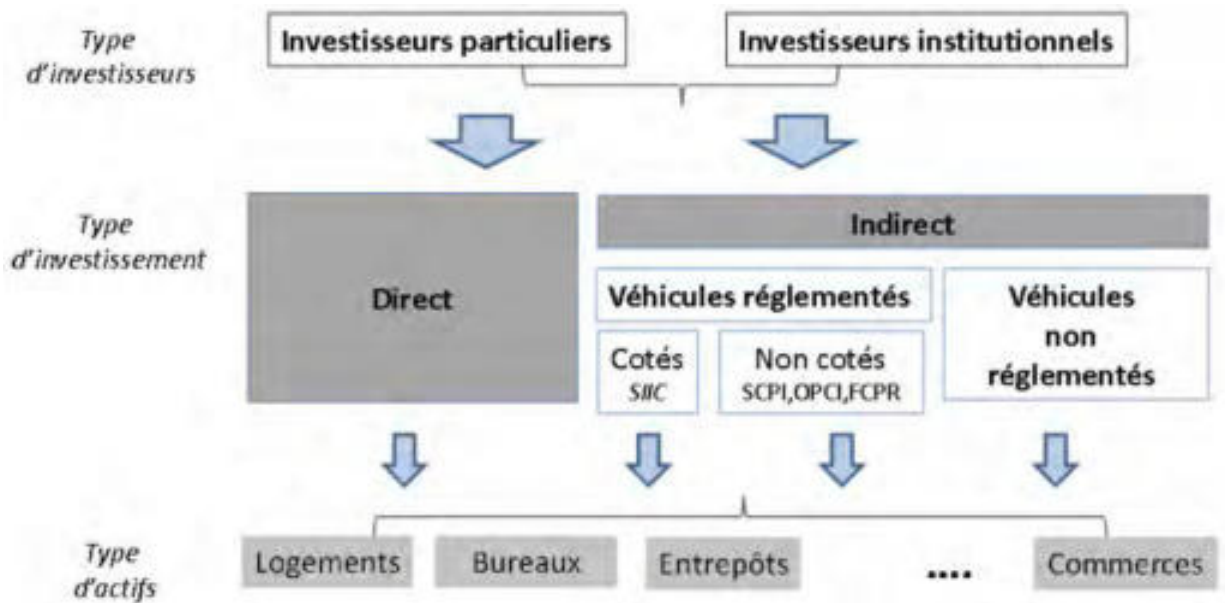 Type
d'investisseurs
Investisseurs particuliers
Investisseurs institutionnels
Type
d'investissement
Direct
Indirect
Véhicules réglementés
Cotés
SIIC
Non cotés
SCPI,OPCI,FCPR
Véhicules
non
réglementés
Type
d'actifs
Logements
Bureaux
Entrepôts
....
Commerces